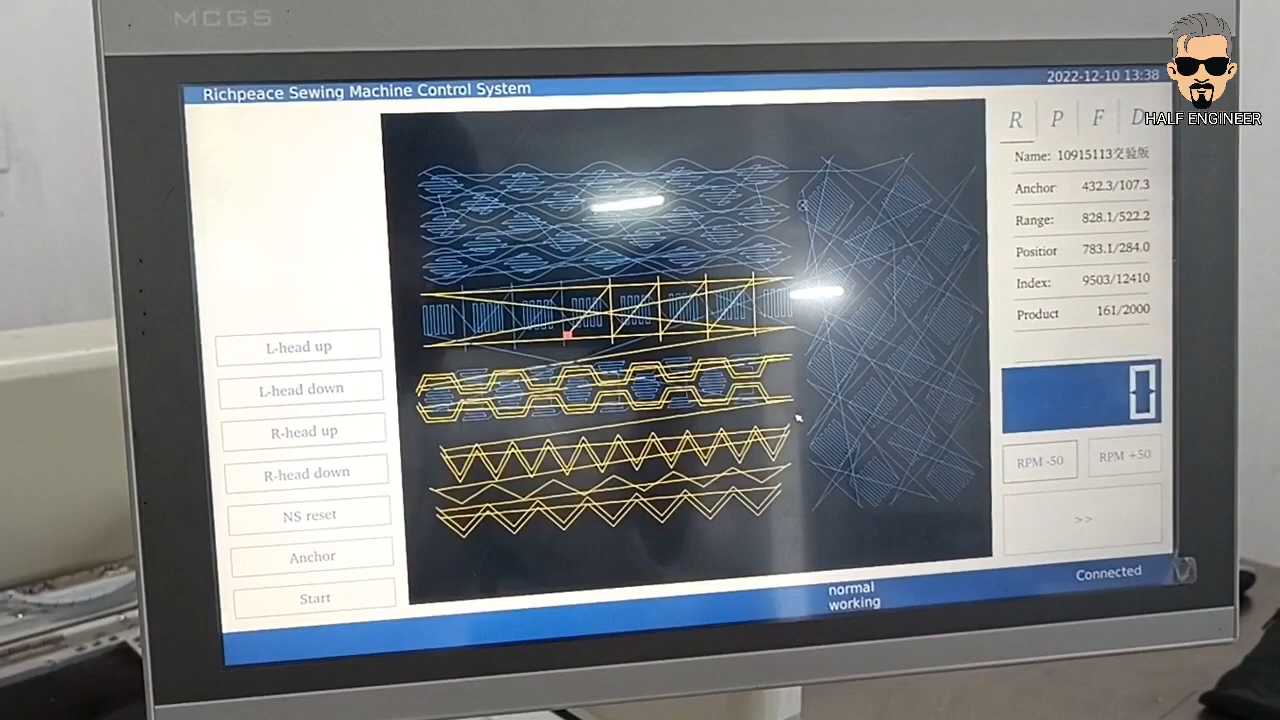 MCGS
HALF ENGINEER
Richpeace Sewing Machine Control System
2022-12-10 13:38
R P F D
Name: 10915113交验版
Anchor 432.3/107.3
Range: 828.1/522.2
Position 783.1/284.0
Index: 9503/12410
Product 161/2000
0
RPM -50
RPM +50
>>
L-head up
L-head down
R-head up
R-head down
NS reset
Anchor
Start
normal
working
Connected